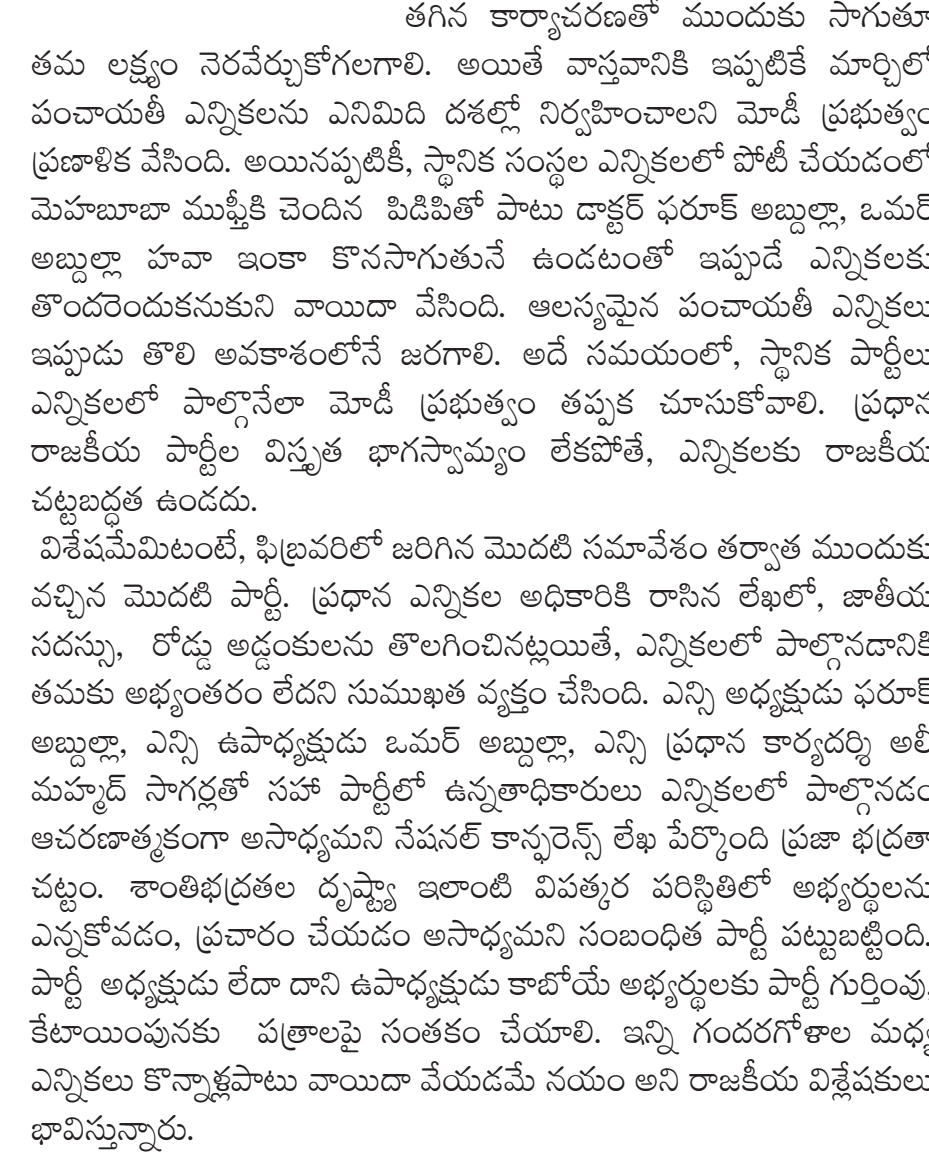 తగిన కార్యాచరణతో ముందుకు సాగుతూ
తమ లక్ష్యం నెరవేర్చుకోగలగాలి. అయితే వాస్తవానికి ఇప్పటికే మార్చిలో
పంచాయతీ ఎన్నికలను ఎనిమిది దశల్లో నిర్వహించాలని మోడీ ప్రభుత్వం
ప్రణాళిక వేసింది. అయినప్పటికీ, స్థానిక సంస్థల ఎన్నికలలో పోటీ చేయడంలో
మెహబూబా ముఫ్తీకి చెందిన పిడిపితో పాటు డాక్టర్ ఫరూక్ అబ్దుల్లా, ఒమర్
అబ్దుల్లా హవా ఇంకా కొనసాగుతునే ఉండటంతో ఇప్పుడే ఎన్నికలకు
తొందరెందుకనుకుని వాయిదా వేసింది. ఆలస్యమైన పంచాయతీ ఎన్నికలు
ఇప్పుడు తొలి అవకాశంలోనే జరగాలి. అదే సమయంలో, స్థానిక పార్టీలు
ఎన్నికలలో పాల్గొనేలా మోడీ ప్రభుత్వం తప్పక చూసుకోవాలి. ప్రధాన
రాజకీయ పార్టీల విస్తృత భాగస్వామ్యం లేకపోతే, ఎన్నికలకు రాజకీయ
చట్టబద్ధత ఉండదు.
విశేషమేమిటంటే, ఫిబ్రవరిలో జరిగిన మొదటి సమావేశం తర్వాత ముందుకు
వచ్చిన మొదటి పార్టీ. ప్రధాన ఎన్నికల అధికారికి రాసిన లేఖలో, జాతీయ
సదస్సు, రోడ్డు అడ్డంకులను తొలగించినట్లయితే, ఎన్నికలలో పాల్గొనడానికి
తమకు అభ్యంతరం లేదని సుముఖత వ్యక్తం చేసింది. ఎన్సి అధ్యక్షుడు ఫరూక్
అబ్దుల్లా, ఎన్సి ఉపాధ్యక్షుడు ఒమర్ అబ్దుల్లా, ఎన్సి ప్రధాన కార్యదర్శి అలీ
మహ్మద్ సాగర్లతో సహా పార్టీలో ఉన్నతాధికారులు ఎన్నికలలో పాల్గొనడం
ఆచరణాత్మకంగా అసాధ్యమని నేషనల్ కాన్ఫరెన్స్ లేఖ పేర్కొంది ప్రజా భద్రతా
చట్టం. శాంతిభద్రతల దృష్ట్యా ఇలాంటి విపత్కర పరిస్థితిలో అభ్యర్థులను
ఎన్నకోవడం, ప్రచారం చేయడం అసాధ్యమని సంబంధిత పార్టీ పట్టుబట్టింది.
పార్టీ అధ్యక్షుడు లేదా దాని ఉపాధ్యక్షుడు కాబోయే అభ్యర్థులకు పార్టీ గుర్తింపు,
కేటాయింపునకు పత్రాలపై సంతకం చేయాలి. ఇన్ని గందరగోళాల మధ్య
ఎన్నికలు కొన్నాళ్లపాటు వాయిదా వేయడమే నయం అని రాజకీయ విశ్లేషకులు
భావిస్తున్నారు.